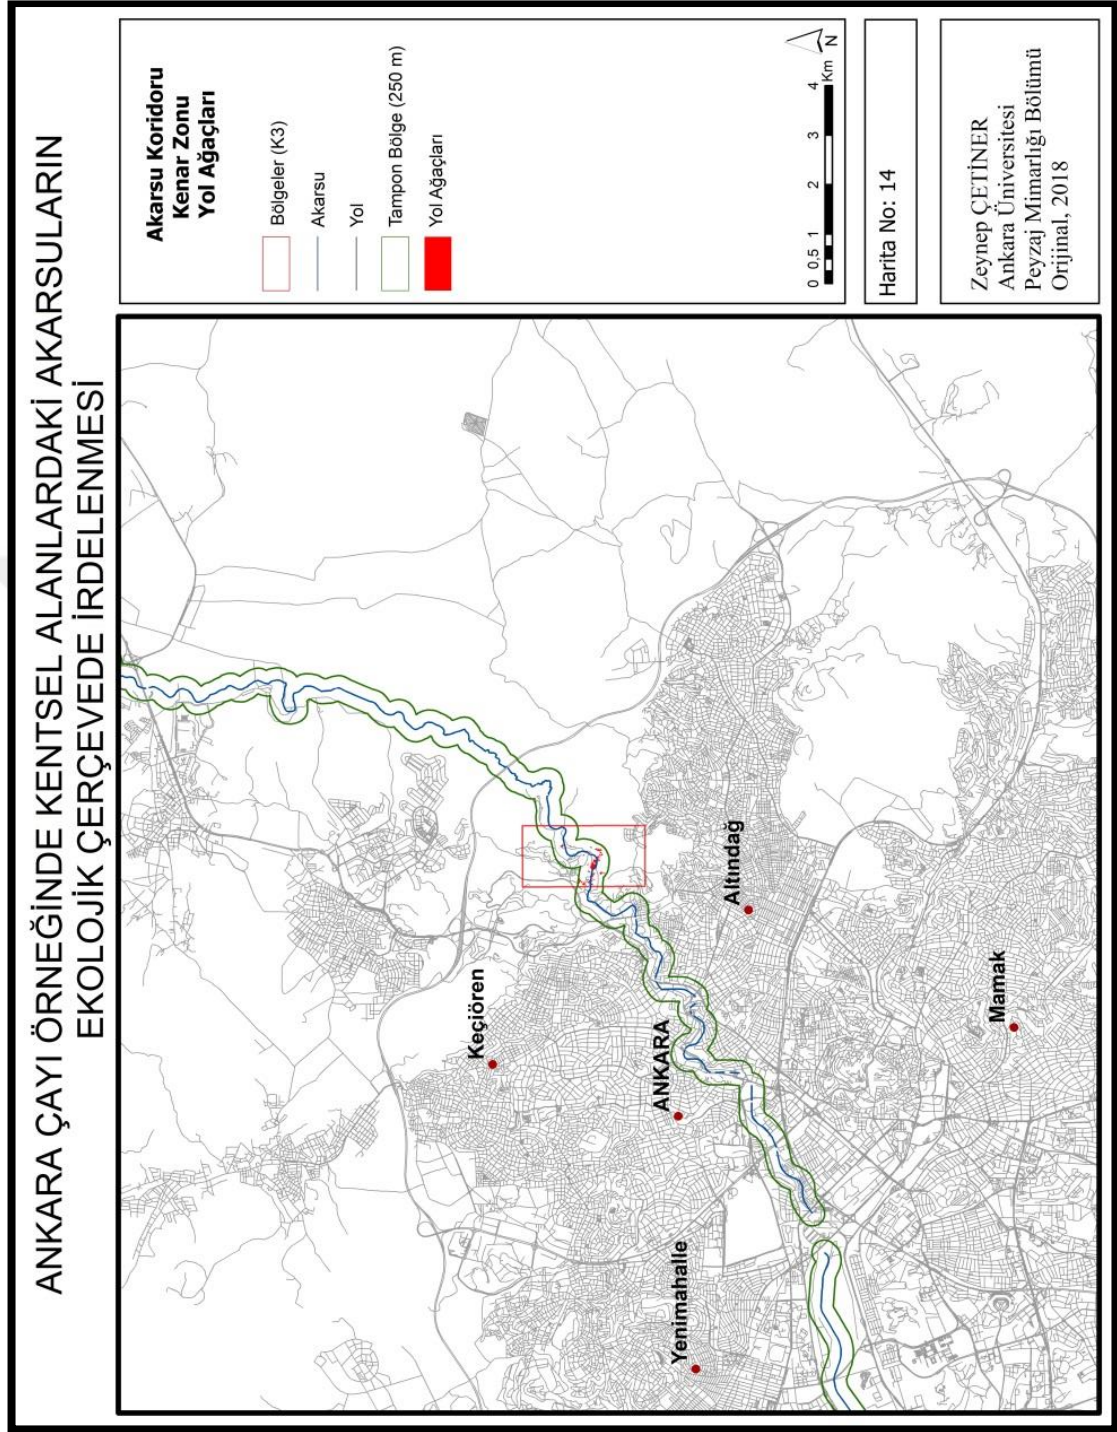 ANKARA ÇAYI ÖRNEĞİNDE KENTSEL ALANLARDAKİ AKARSULARIN
EKOLOJİK ÇERÇEVEDE İRDELENMESİ
Keçiören
ANKARA
Yenimahalle
Altındağ
Mamak
Akarsu Koridoru
Kenar Zonu
Yol Ağaçları
Bölgeler (K3)
Akarsu
Yol
Tampon Bölge (250 m)
Yol Ağaçları
N
0 0,5 1 2 3 4
Km
Harita No: 14
Zeynep ÇETİNER
Ankara Üniversitesi
Peyzaj Mimarlığı Bölümü
Orijinal, 2018